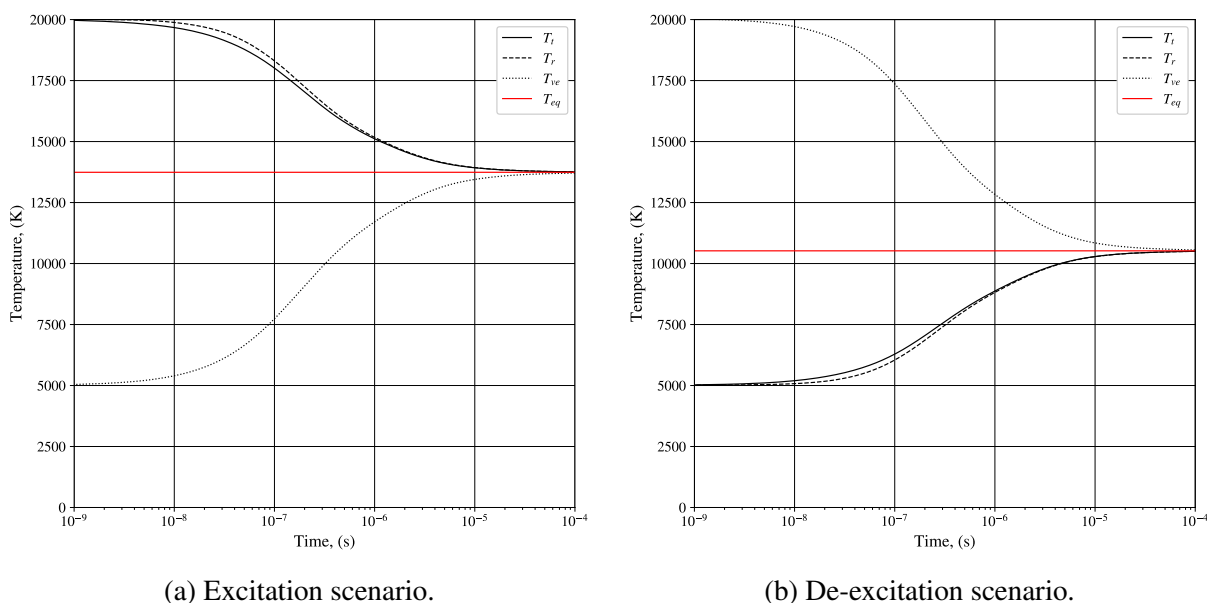 20000
17500
15000
12500
10000
7500
5000
2500
0
Temperature, (K)
10⁻⁹ 10⁻⁸ 10⁻⁷ 10⁻⁶ 10⁻⁵ 10⁻⁴
Time, (s)
T_t
T_r
T_ve
T_eq
(a) Excitation scenario.
20000
17500
15000
12500
10000
7500
5000
2500
0
Temperature, (K)
10⁻⁹ 10⁻⁸ 10⁻⁷ 10⁻⁶ 10⁻⁵ 10⁻⁴
Time, (s)
T_t
T_r
T_ve
T_eq
(b) De-excitation scenario.